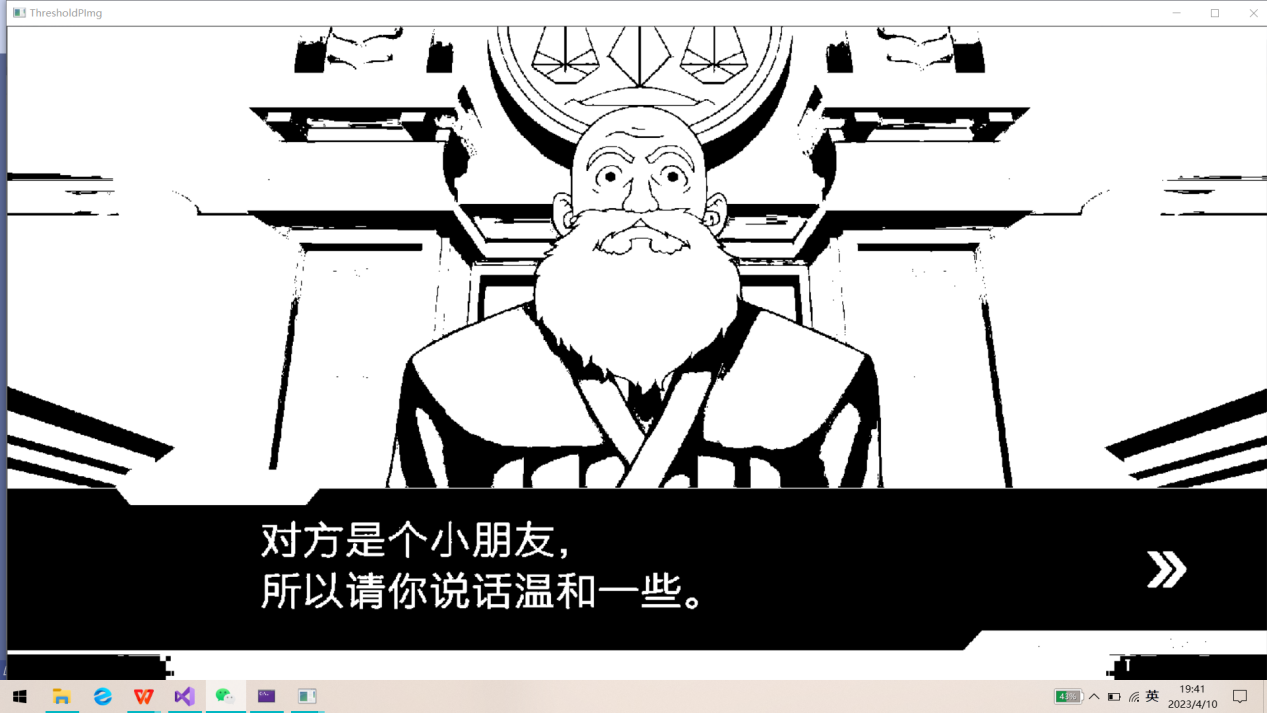 ThresholdPImg
对方是个小朋友，
所以请你说话温和一些。
43%
英
19:41
2023/4/10